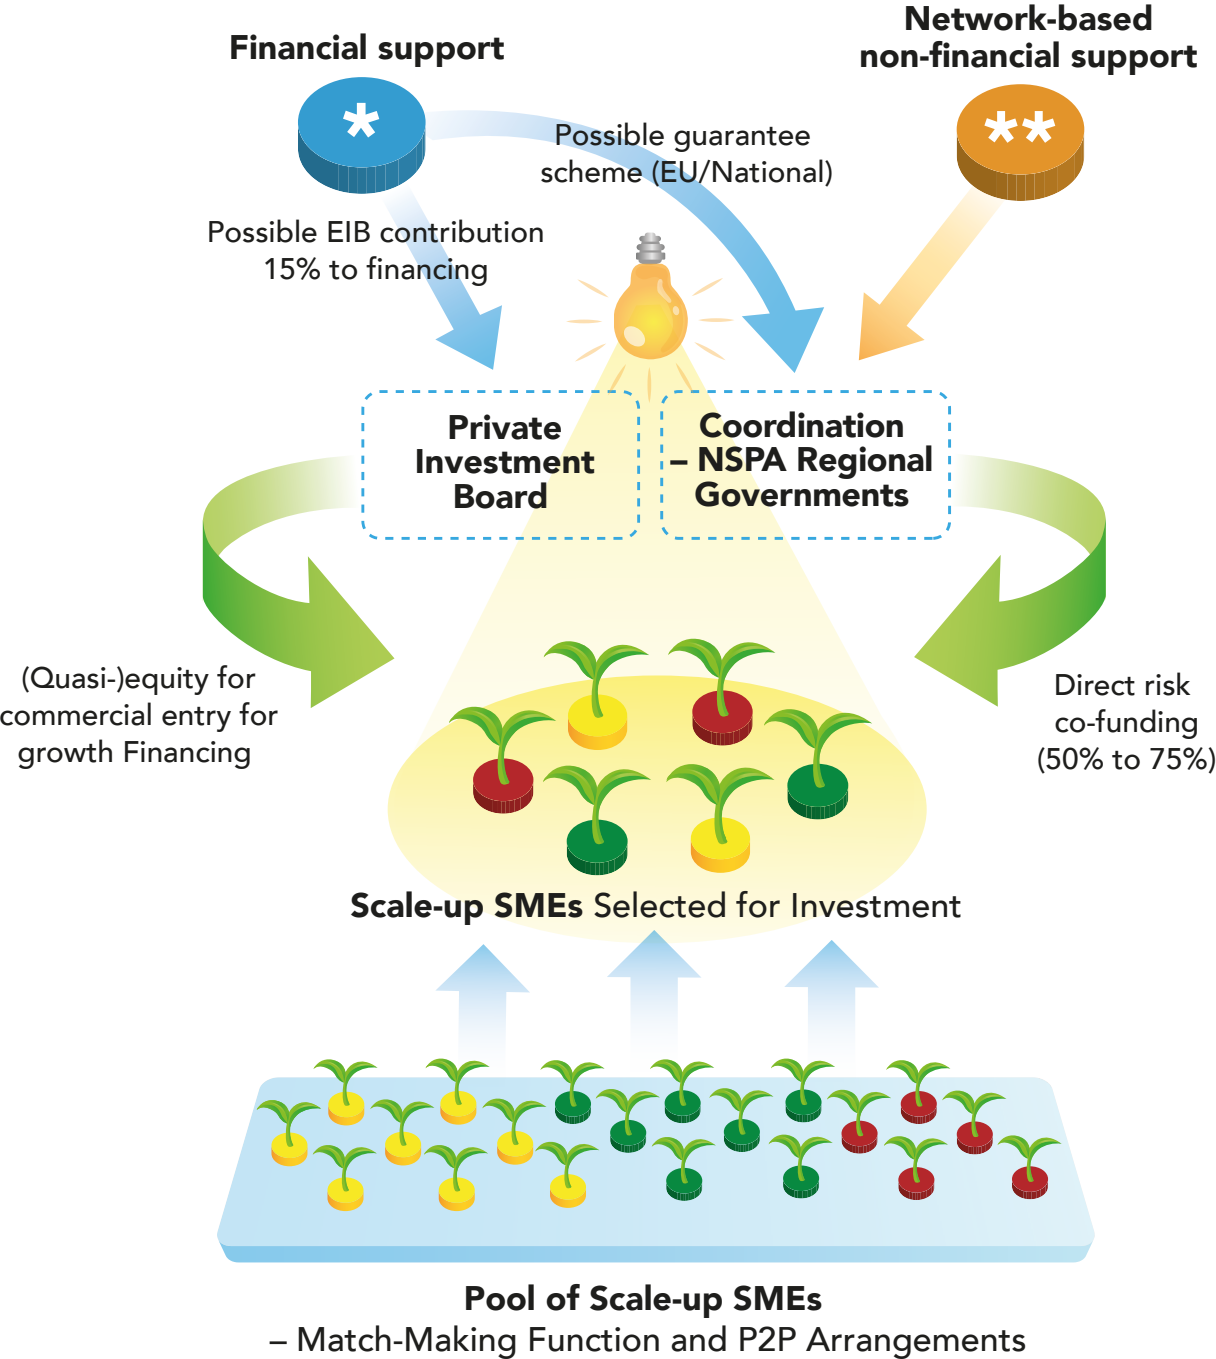 Financial support
Network-based
non-financial support
*
**
Possible guarantee
scheme (EU/National)
Possible EIB contribution
15% to financing
Private
Investment
Board
Coordination
– NSPA Regional
Governments
(Quasi-)equity for
commercial entry for
growth Financing
Direct risk
co-funding
(50% to 75%)
Scale-up SMEs Selected for Investment
Pool of Scale-up SMEs
– Match-Making Function and P2P Arrangements